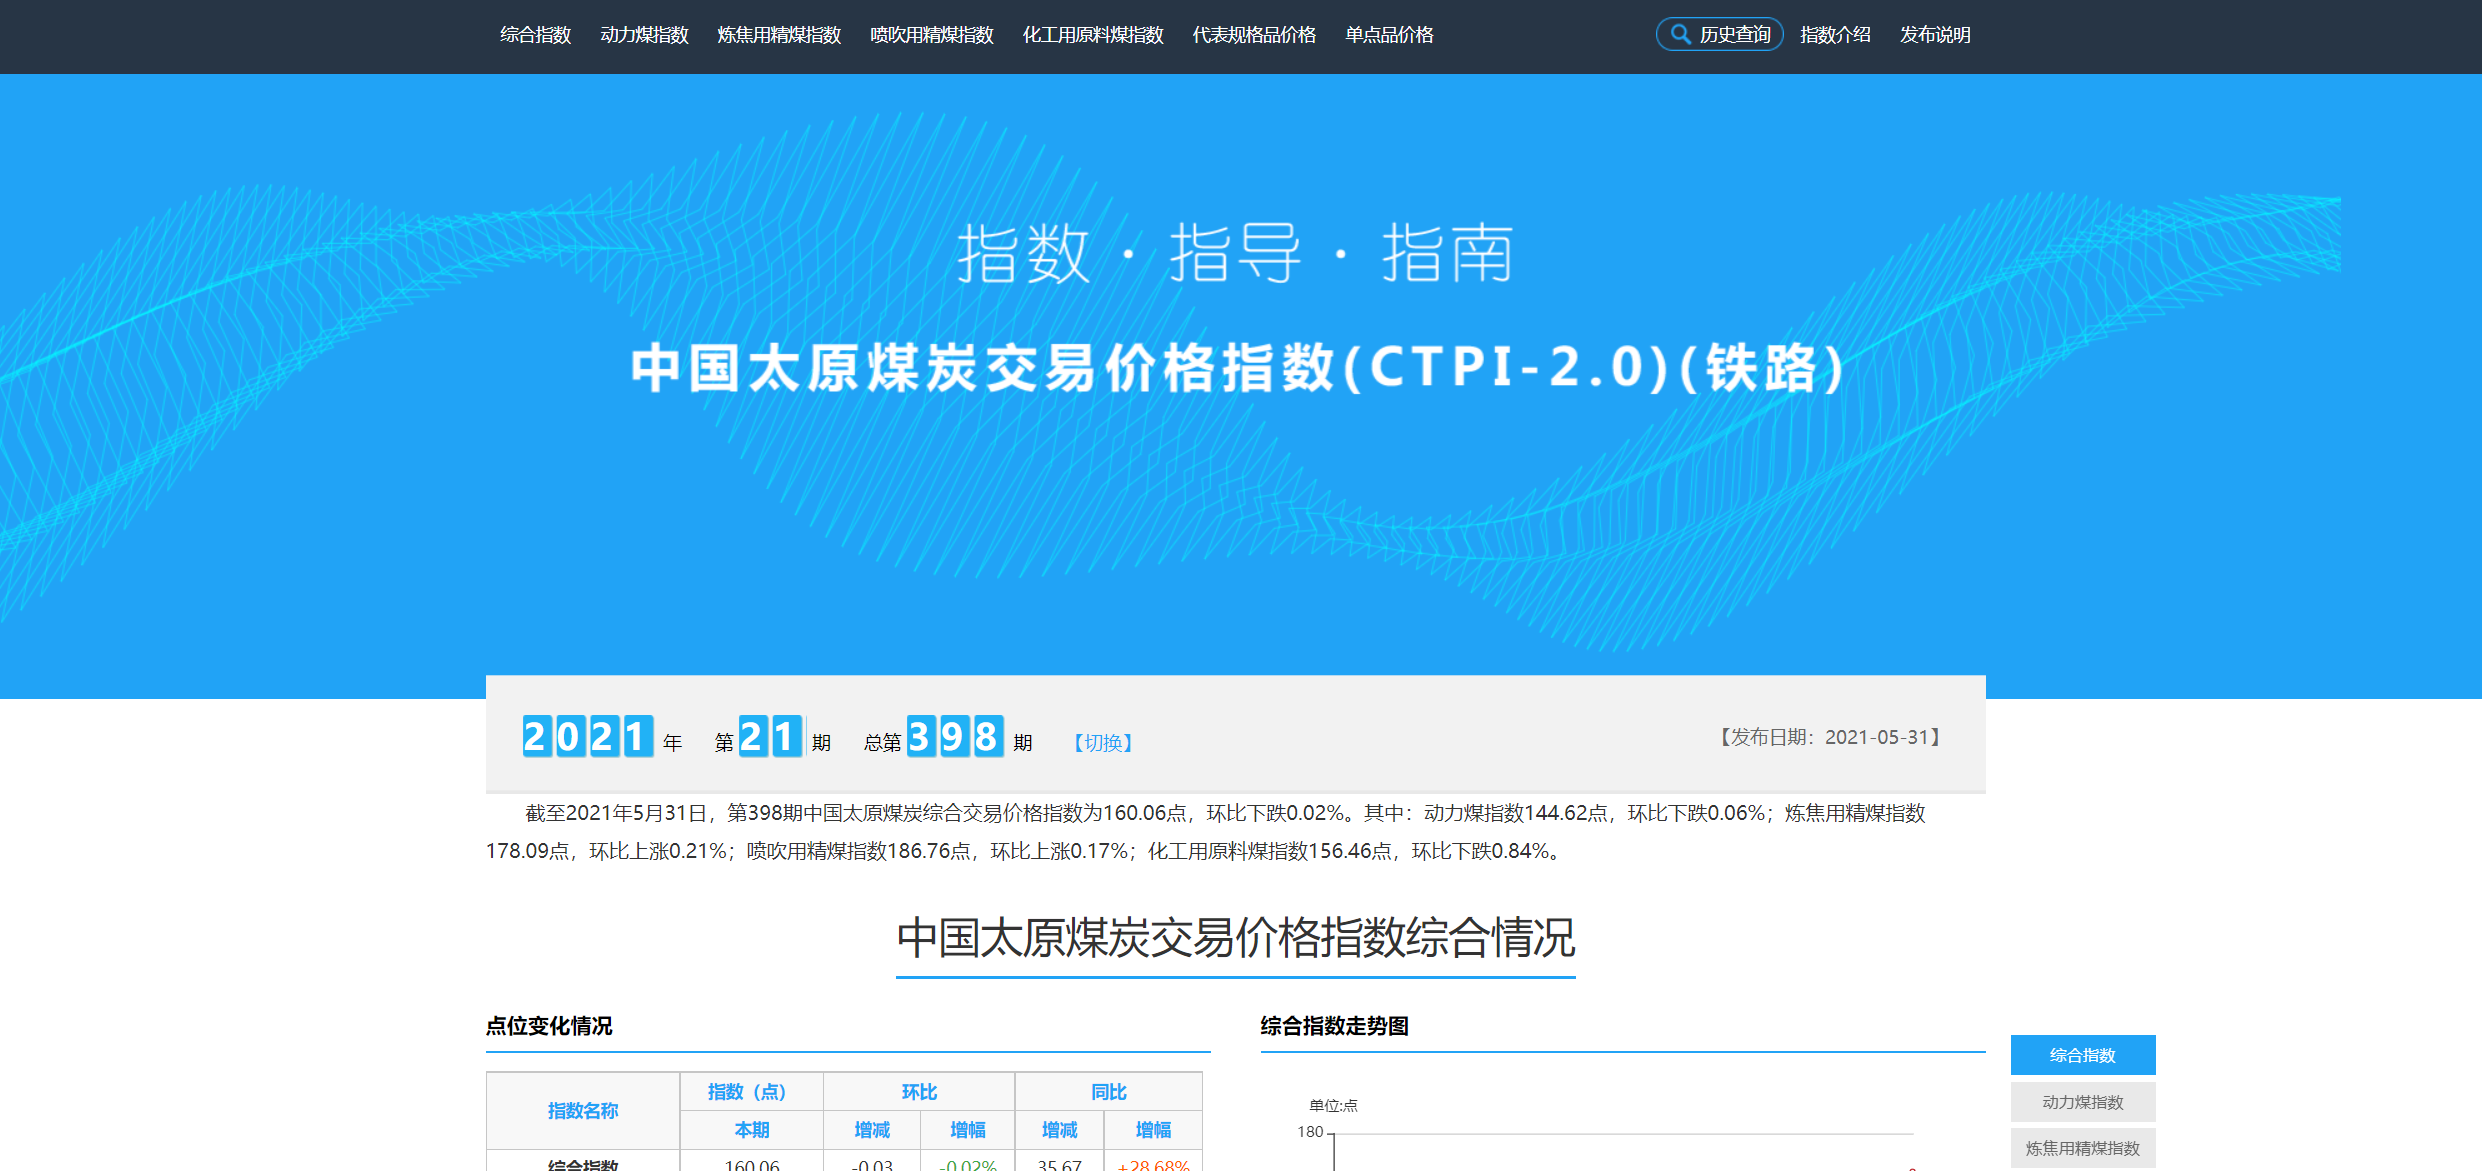 综合指数 动力煤指数 炼焦用精煤指数 喷吹用精煤指数 化工用原料煤指数 代表规格品价格 单点品价格 历史查询 指数介绍 发布说明
指数·指导·指南
中国太原煤炭交易价格指数(CTPI-2.0)(铁路)
2021 年 第 21 期 总第 398 期 【切换】 【发布日期：2021-05-31】
截至2021年5月31日，第398期中国太原煤炭综合交易价格指数为160.06点，环比下跌0.02%。其中：动力煤指数144.62点，环比下跌0.06%；炼焦用精煤指数
178.09点，环比上涨0.21%；喷吹用精煤指数186.76点，环比上涨0.17%；化工用原料煤指数156.46点，环比下跌0.84%。
中国太原煤炭交易价格指数综合情况
点位变化情况
指数名称 指数（点） 环比 同比
本期 增减 增幅 增减 增幅
综合指数 160.06 -0.03 -0.02% 35.67 +28.68%
综合指数走势图
单位:点
180
综合指数
动力煤指数
炼焦用精煤指数